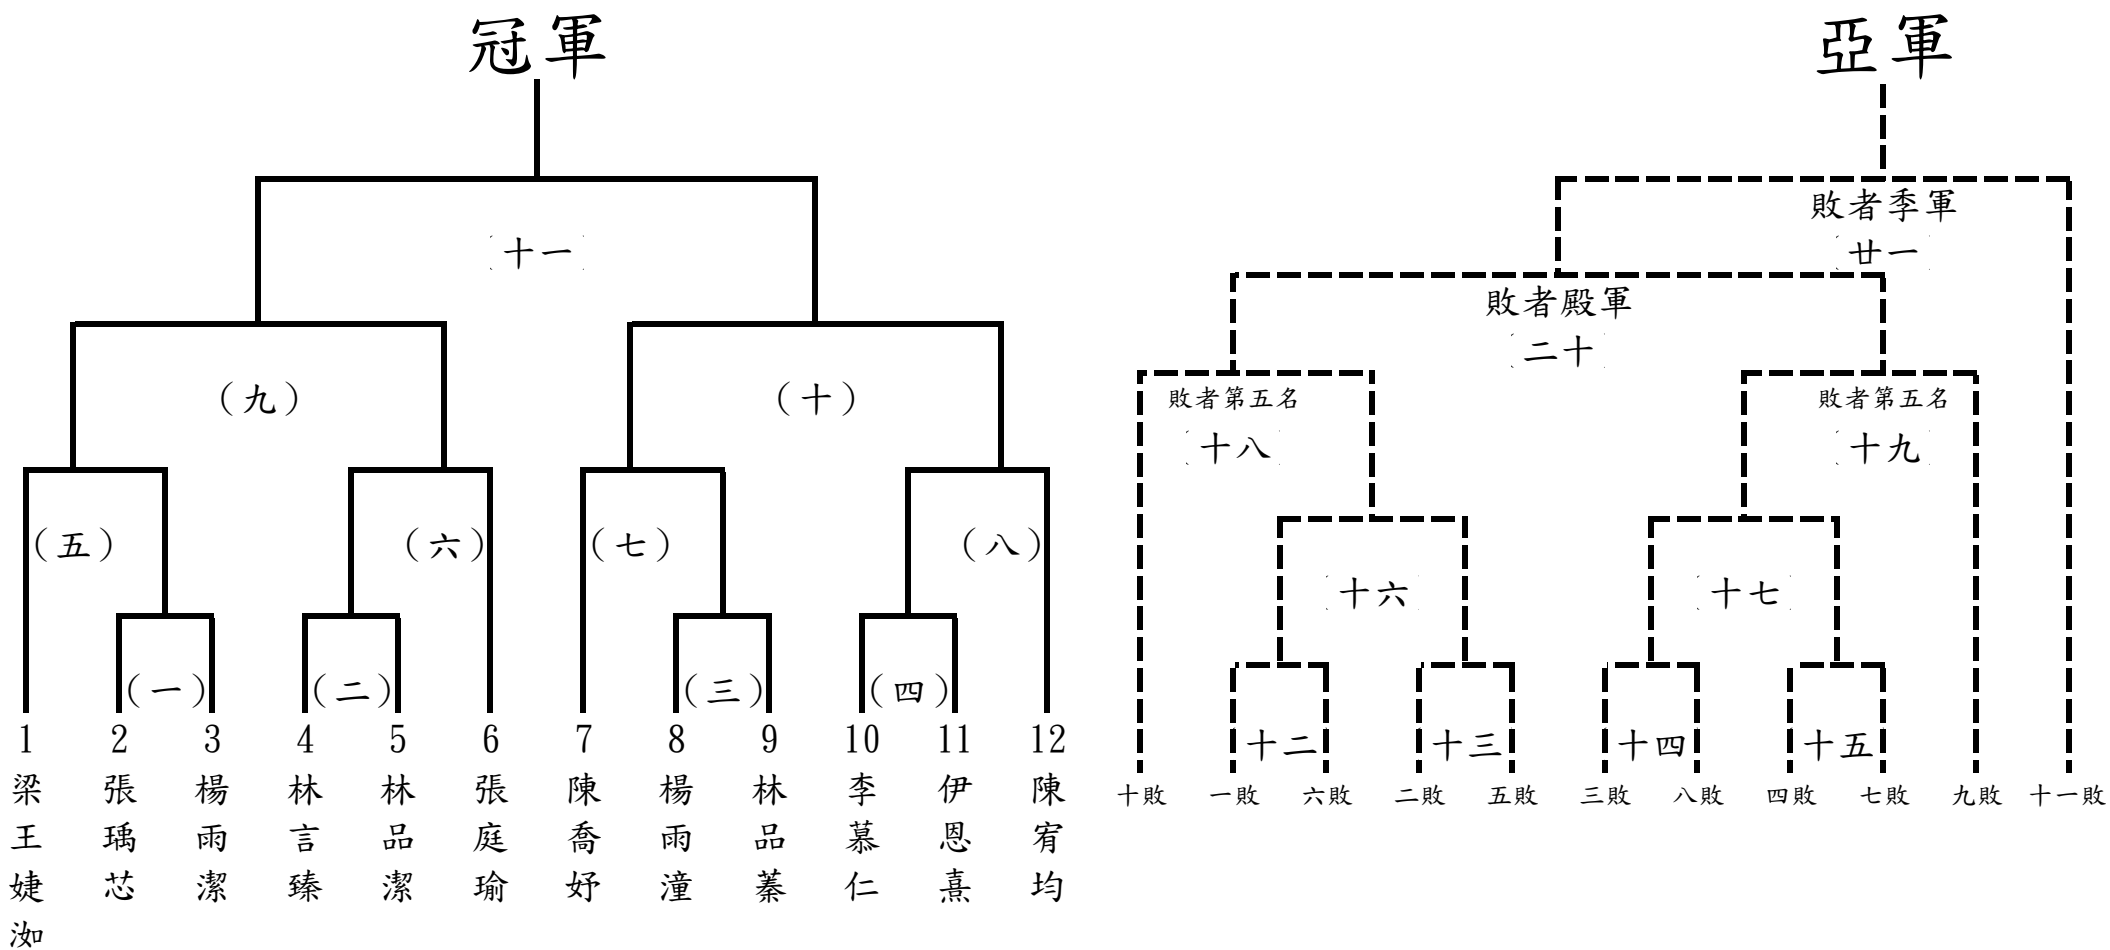 冠軍
亞軍
敗者季軍
十一
廿一
敗者殿軍
二十
（九）
（十）
敗者第五名
敗者第五名
十八
十九
（五）
（六）
（七）
（八）
十六
十七
（一）
（二）
（三）
（四）
十二
十三
十四
十五
1 2 3 4 5 6 7 8 9 10 11 12
十敗 一敗 六敗 二敗 五敗 三敗 八敗 四敗 七敗 九敗 十一敗
梁王婕洳
張瑀芯
楊雨潔
林言臻
林品潔
張庭瑜
陳喬妤
楊雨潼
林品蓁
李慕仁
伊恩熹
陳宥均